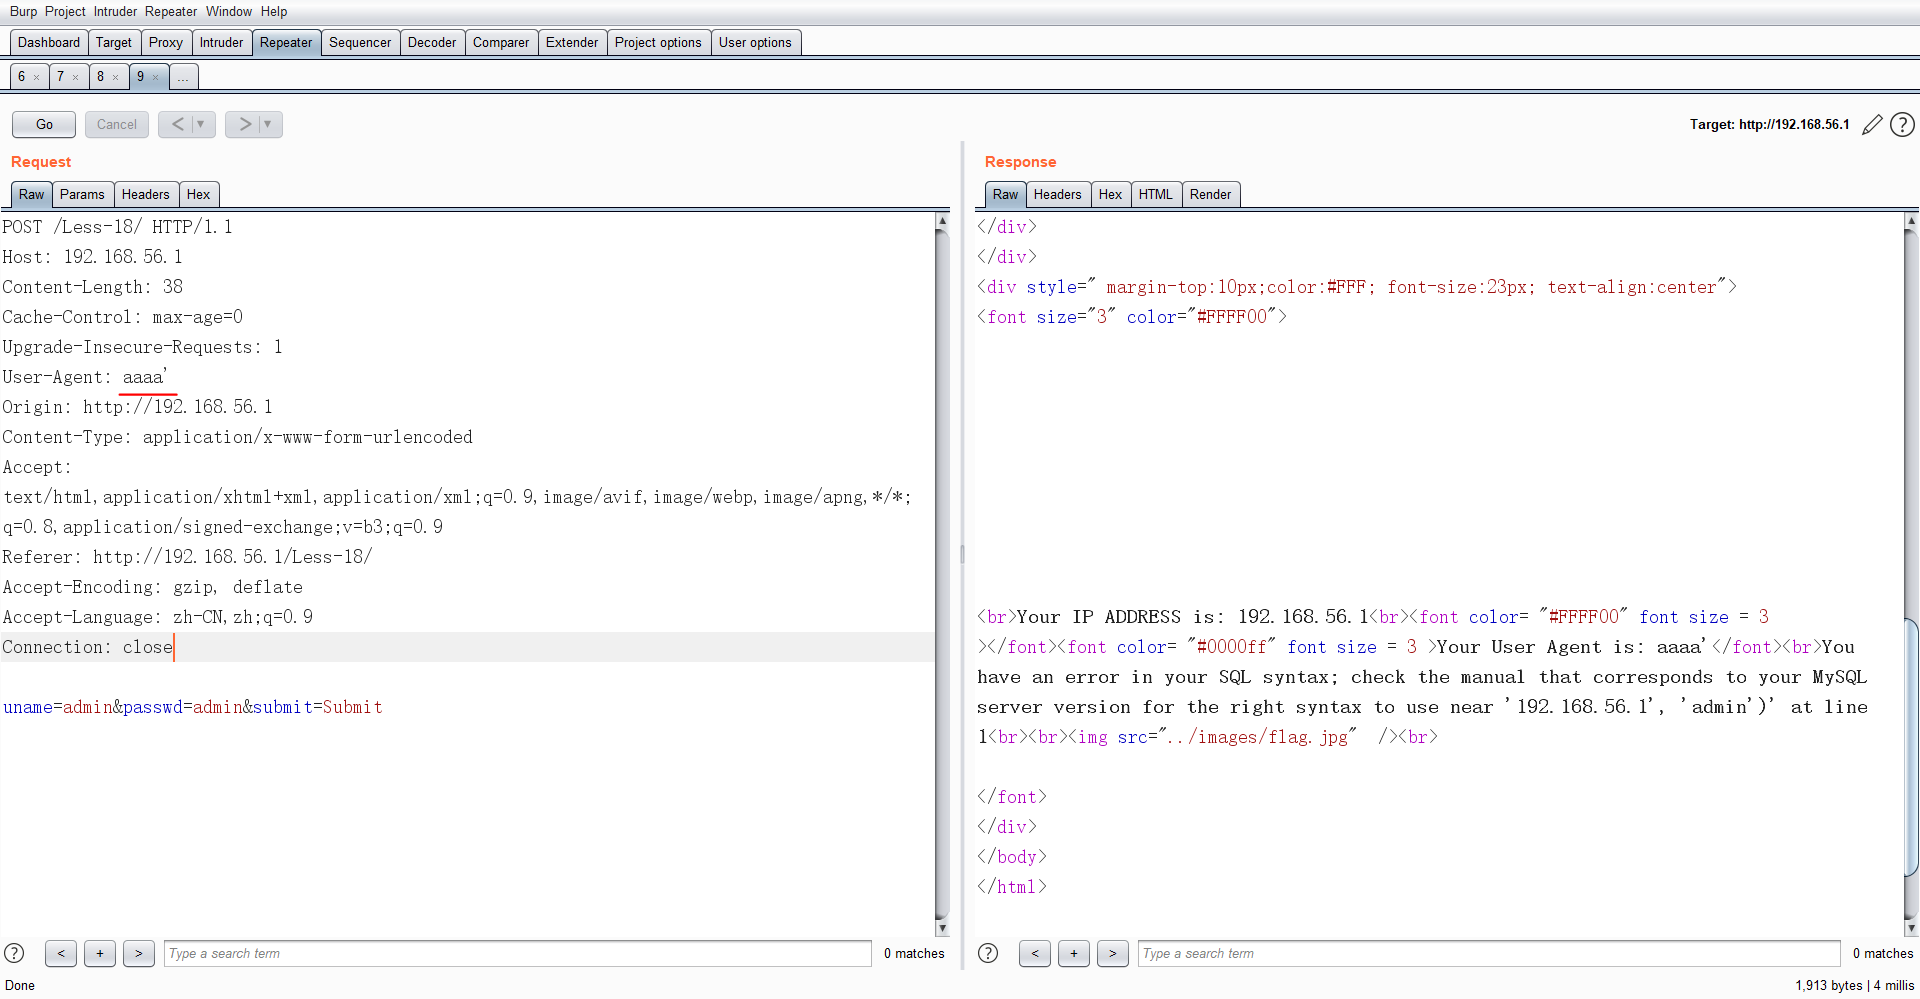 Burp Project Intruder Repeater Window Help
Dashboard Target Proxy Intruder Repeater Sequencer Decoder Comparer Extender Project options User options
6 × 7 × 8 × 9 × ...
Go Cancel < ▼ > ▼
Target: http://192.168.56.1 ?
Request
Raw Params Headers Hex
POST /Less-18/ HTTP/1.1
Host: 192.168.56.1
Content-Length: 38
Cache-Control: max-age=0
Upgrade-Insecure-Requests: 1
User-Agent: aaaa'
Origin: http://192.168.56.1
Content-Type: application/x-www-form-urlencoded
Accept:
text/html,application/xhtml+xml,application/xml;q=0.9,image/avif,image/webp,image/apng,*/*;
q=0.8,application/signed-exchange;v=b3;q=0.9
Referer: http://192.168.56.1/Less-18/
Accept-Encoding: gzip, deflate
Accept-Language: zh-CN,zh;q=0.9
Connection: close
uname=admin&passwd=admin&submit=Submit
? < + > Type a search term 0 matches
Response
Raw Headers Hex HTML Render
</div>
</div>
<div style=" margin-top:10px;color:#FFF; font-size:23px; text-align:center">
<font size="3" color="#FFFF00">
<br>Your IP ADDRESS is: 192.168.56.1<br><font color= "#FFFF00" font size = 3
></font><font color= "#0000ff" font size = 3 >Your User Agent is: aaaa'</font><br>You
have an error in your SQL syntax; check the manual that corresponds to your MySQL
server version for the right syntax to use near '192.168.56.1', 'admin')' at line
1<br><br><img src="../images/flag.jpg"  /><br>
</font>
</div>
</body>
</html>
? < + > Type a search term 0 matches
Done
1,913 bytes | 4 millis